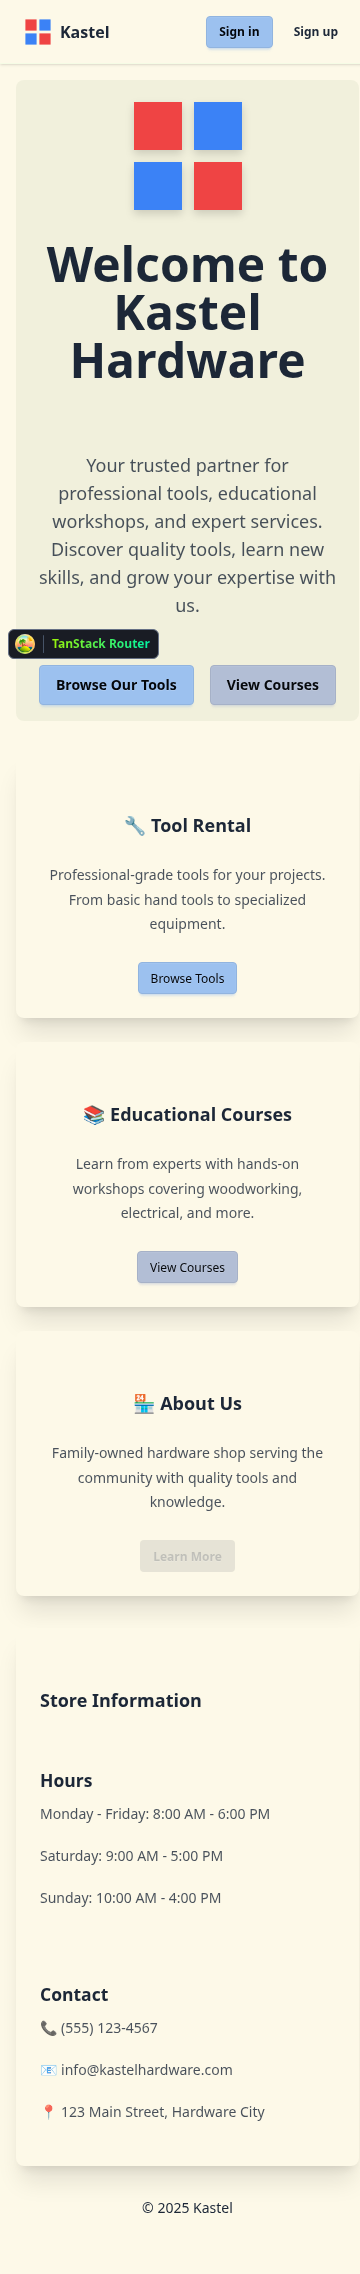 Kastel
Sign in
Sign up
Welcome to
Kastel
Hardware
Your trusted partner for
professional tools, educational
workshops, and expert services.
Discover quality tools, learn new
skills, and grow your expertise with
us.
TanStack Router
Browse Our Tools
View Courses
🔧 Tool Rental
Professional-grade tools for your projects.
From basic hand tools to specialized
equipment.
Browse Tools
📚 Educational Courses
Learn from experts with hands-on
workshops covering woodworking,
electrical, and more.
View Courses
🏪 About Us
Family-owned hardware shop serving the
community with quality tools and
knowledge.
Learn More
Store Information
Hours
Monday - Friday: 8:00 AM - 6:00 PM
Saturday: 9:00 AM - 5:00 PM
Sunday: 10:00 AM - 4:00 PM
Contact
📞 (555) 123-4567
📧 info@kastelhardware.com
📍 123 Main Street, Hardware City
© 2025 Kastel